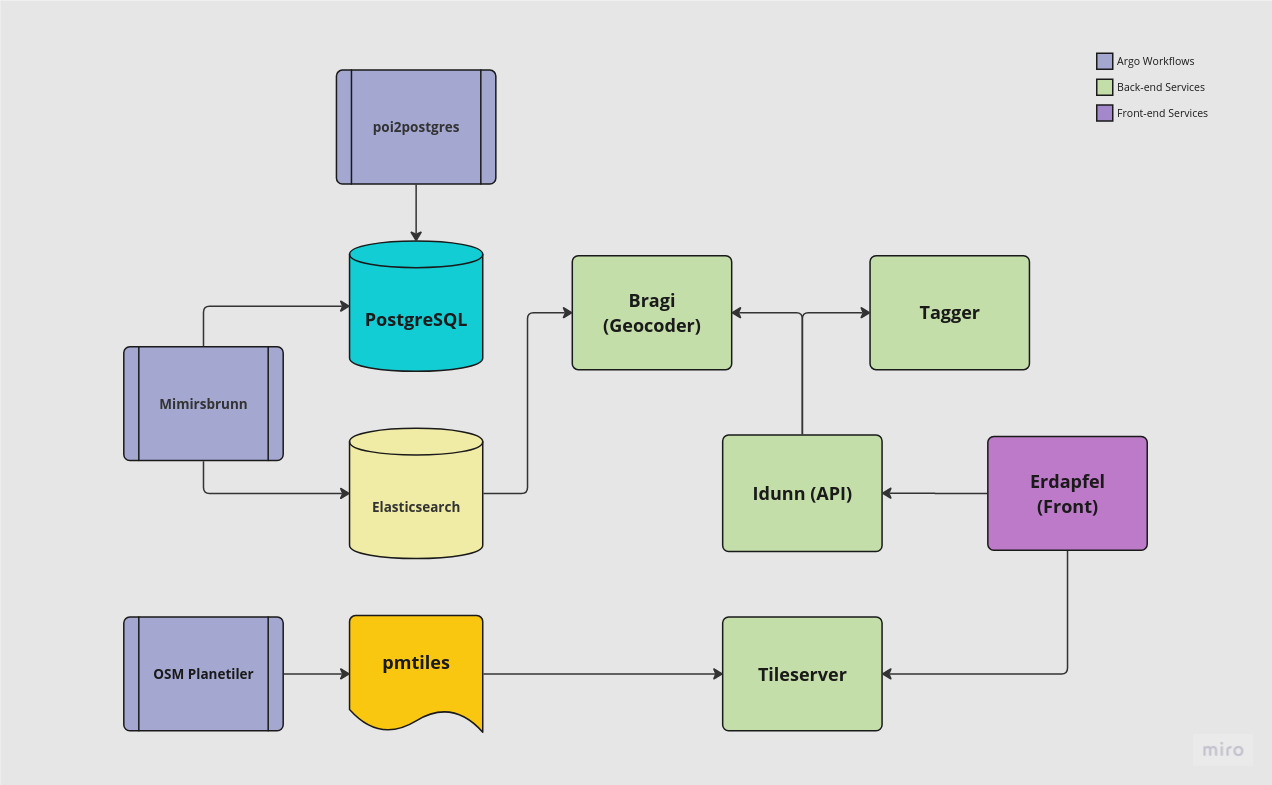 Argo Workflows
Back-end Services
Front-end Services
poi2postgres
PostgreSQL
Bragi
(Geocoder)
Tagger
Mimirsbrunn
Elasticsearch
Idunn (API)
Erdapfel
(Front)
OSM Planetiler
pmtiles
Tileserver
miro